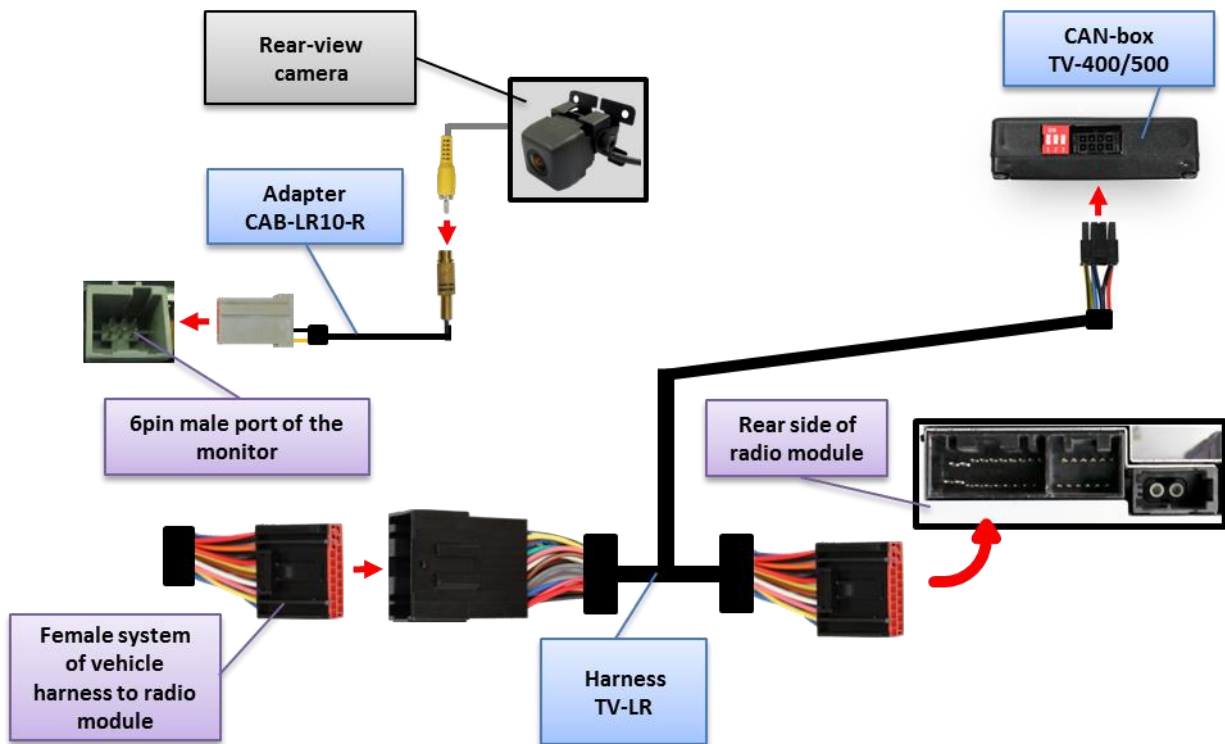 Rear-view
camera
CAN-box
TV-400/500
Adapter
CAB-LR10-R
6pin male port of the
monitor
Rear side of
radio module
Female system
of vehicle
harness to radio
module
Harness
TV-LR